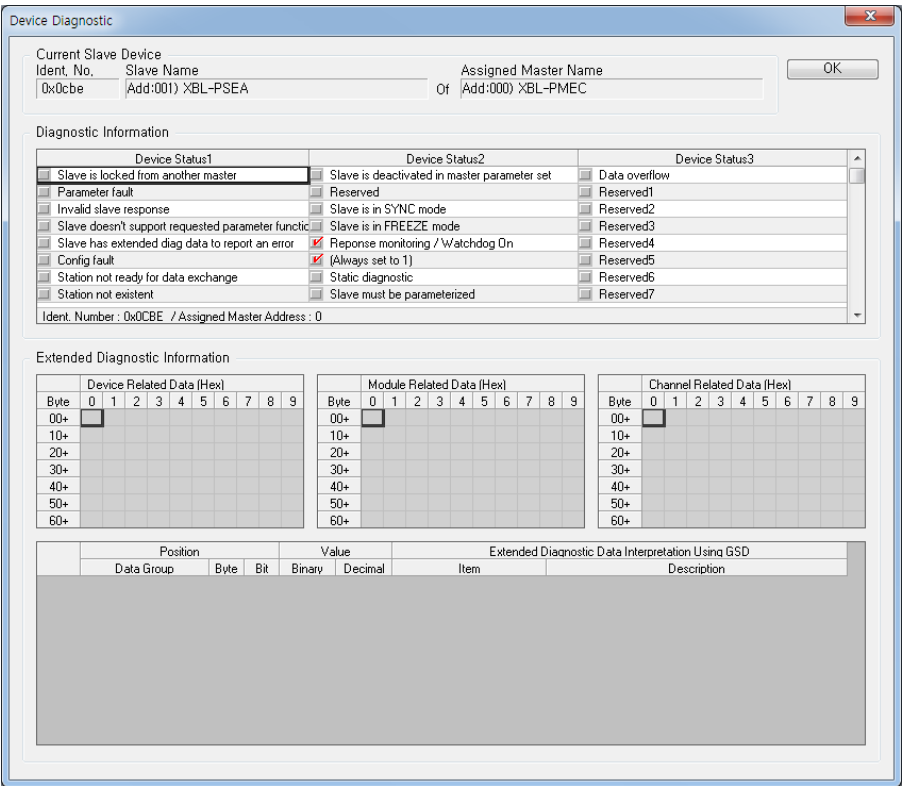 Device Diagnostic
Current Slave Device
Ident. No. Slave Name Assigned Master Name
OK
0x0cbe Add:001) XBL-PSEA Of Add:000) XBL-PMEC
Diagnostic Information
Device Status1 Device Status2 Device Status3
Slave is locked from another master Slave is deactivated in master parameter set Data overflow
Parameter fault Reserved Reserved1
Invalid slave response Slave is in SYNC mode Reserved2
Slave doesn't support requested parameter functic Slave is in FREEZE mode Reserved3
Slave has extended diag data to report an error Reponse monitoring / Watchdog On Reserved4
Config fault (Always set to 1) Reserved5
Station not ready for data exchange Static diagnostic Reserved6
Station not existent Slave must be parameterized Reserved7
Ident. Number : 0x0CBE / Assigned Master Address : 0
Extended Diagnostic Information
Device Related Data (Hex) Module Related Data (Hex) Channel Related Data (Hex)
Byte 0 1 2 3 4 5 6 7 8 9 Byte 0 1 2 3 4 5 6 7 8 9 Byte 0 1 2 3 4 5 6 7 8 9
00+ 00+ 00+
10+ 10+ 10+
20+ 20+ 20+
30+ 30+ 30+
40+ 40+ 40+
50+ 50+ 50+
60+ 60+ 60+
Position Value Extended Diagnostic Data Interpretation Using GSD
Data Group Byte Bit Binary Decimal Item Description